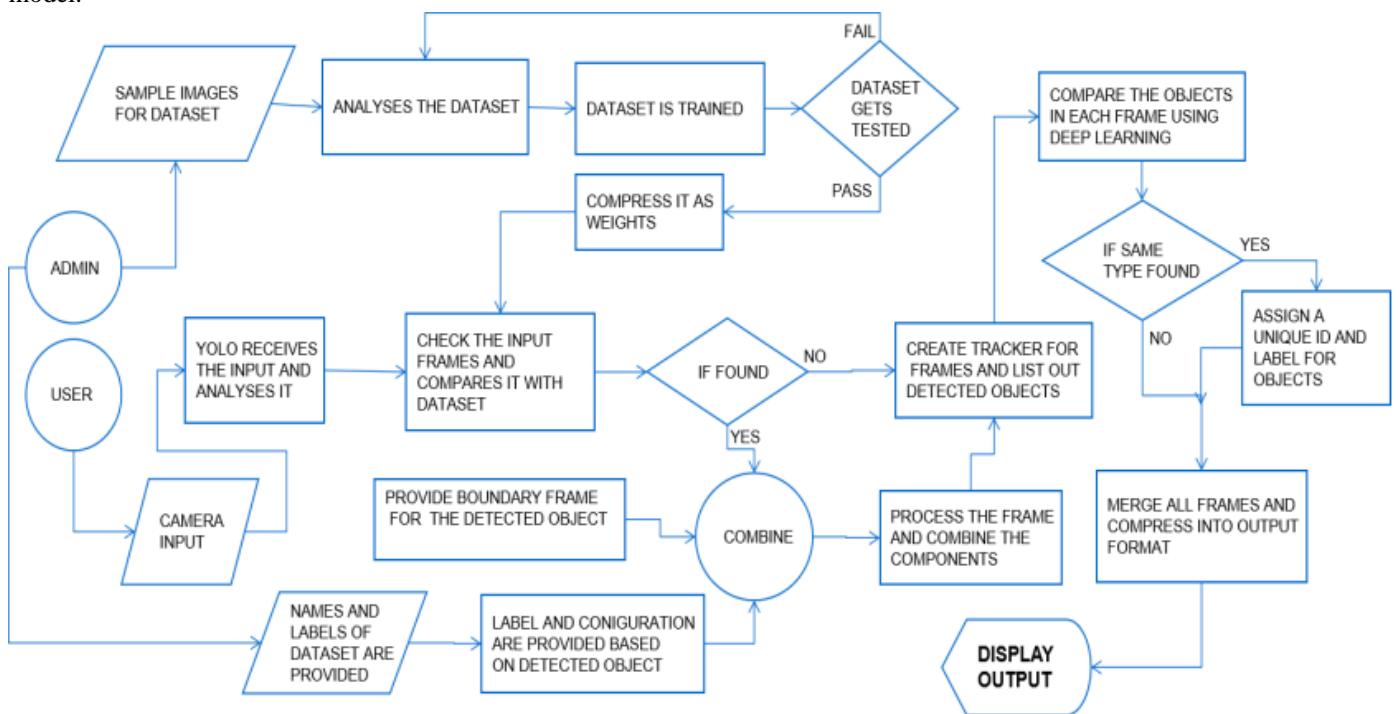 model.
SAMPLE IMAGES
FOR DATASET
ANALYSES THE DATASET
DATASET IS TRAINED
FAIL
DATASET
GETS
TESTED
PASS
COMPARE THE OBJECTS
IN EACH FRAME USING
DEEP LEARNING
COMPRESS IT AS
WEIGHTS
ADMIN
IF SAME
TYPE FOUND
YES
NO
ASSIGN A
UNIQUE ID AND
LABEL FOR
OBJECTS
USER
YOLO RECEIVES
THE INPUT AND
ANALYSES IT
CHECK THE INPUT
FRAMES AND
COMPARES IT WITH
DATASET
IF FOUND
NO
YES
CREATE TRACKER FOR
FRAMES AND LIST OUT
DETECTED OBJECTS
CAMERA
INPUT
PROVIDE BOUNDARY FRAME
FOR THE DETECTED OBJECT
COMBINE
PROCESS THE FRAME
AND COMBINE THE
COMPONENTS
MERGE ALL FRAMES AND
COMPRESS INTO OUTPUT
FORMAT
NAMES AND
LABELS OF
DATASET ARE
PROVIDED
LABEL AND CONIGURATION
ARE PROVIDED BASED
ON DETECTED OBJECT
DISPLAY
OUTPUT